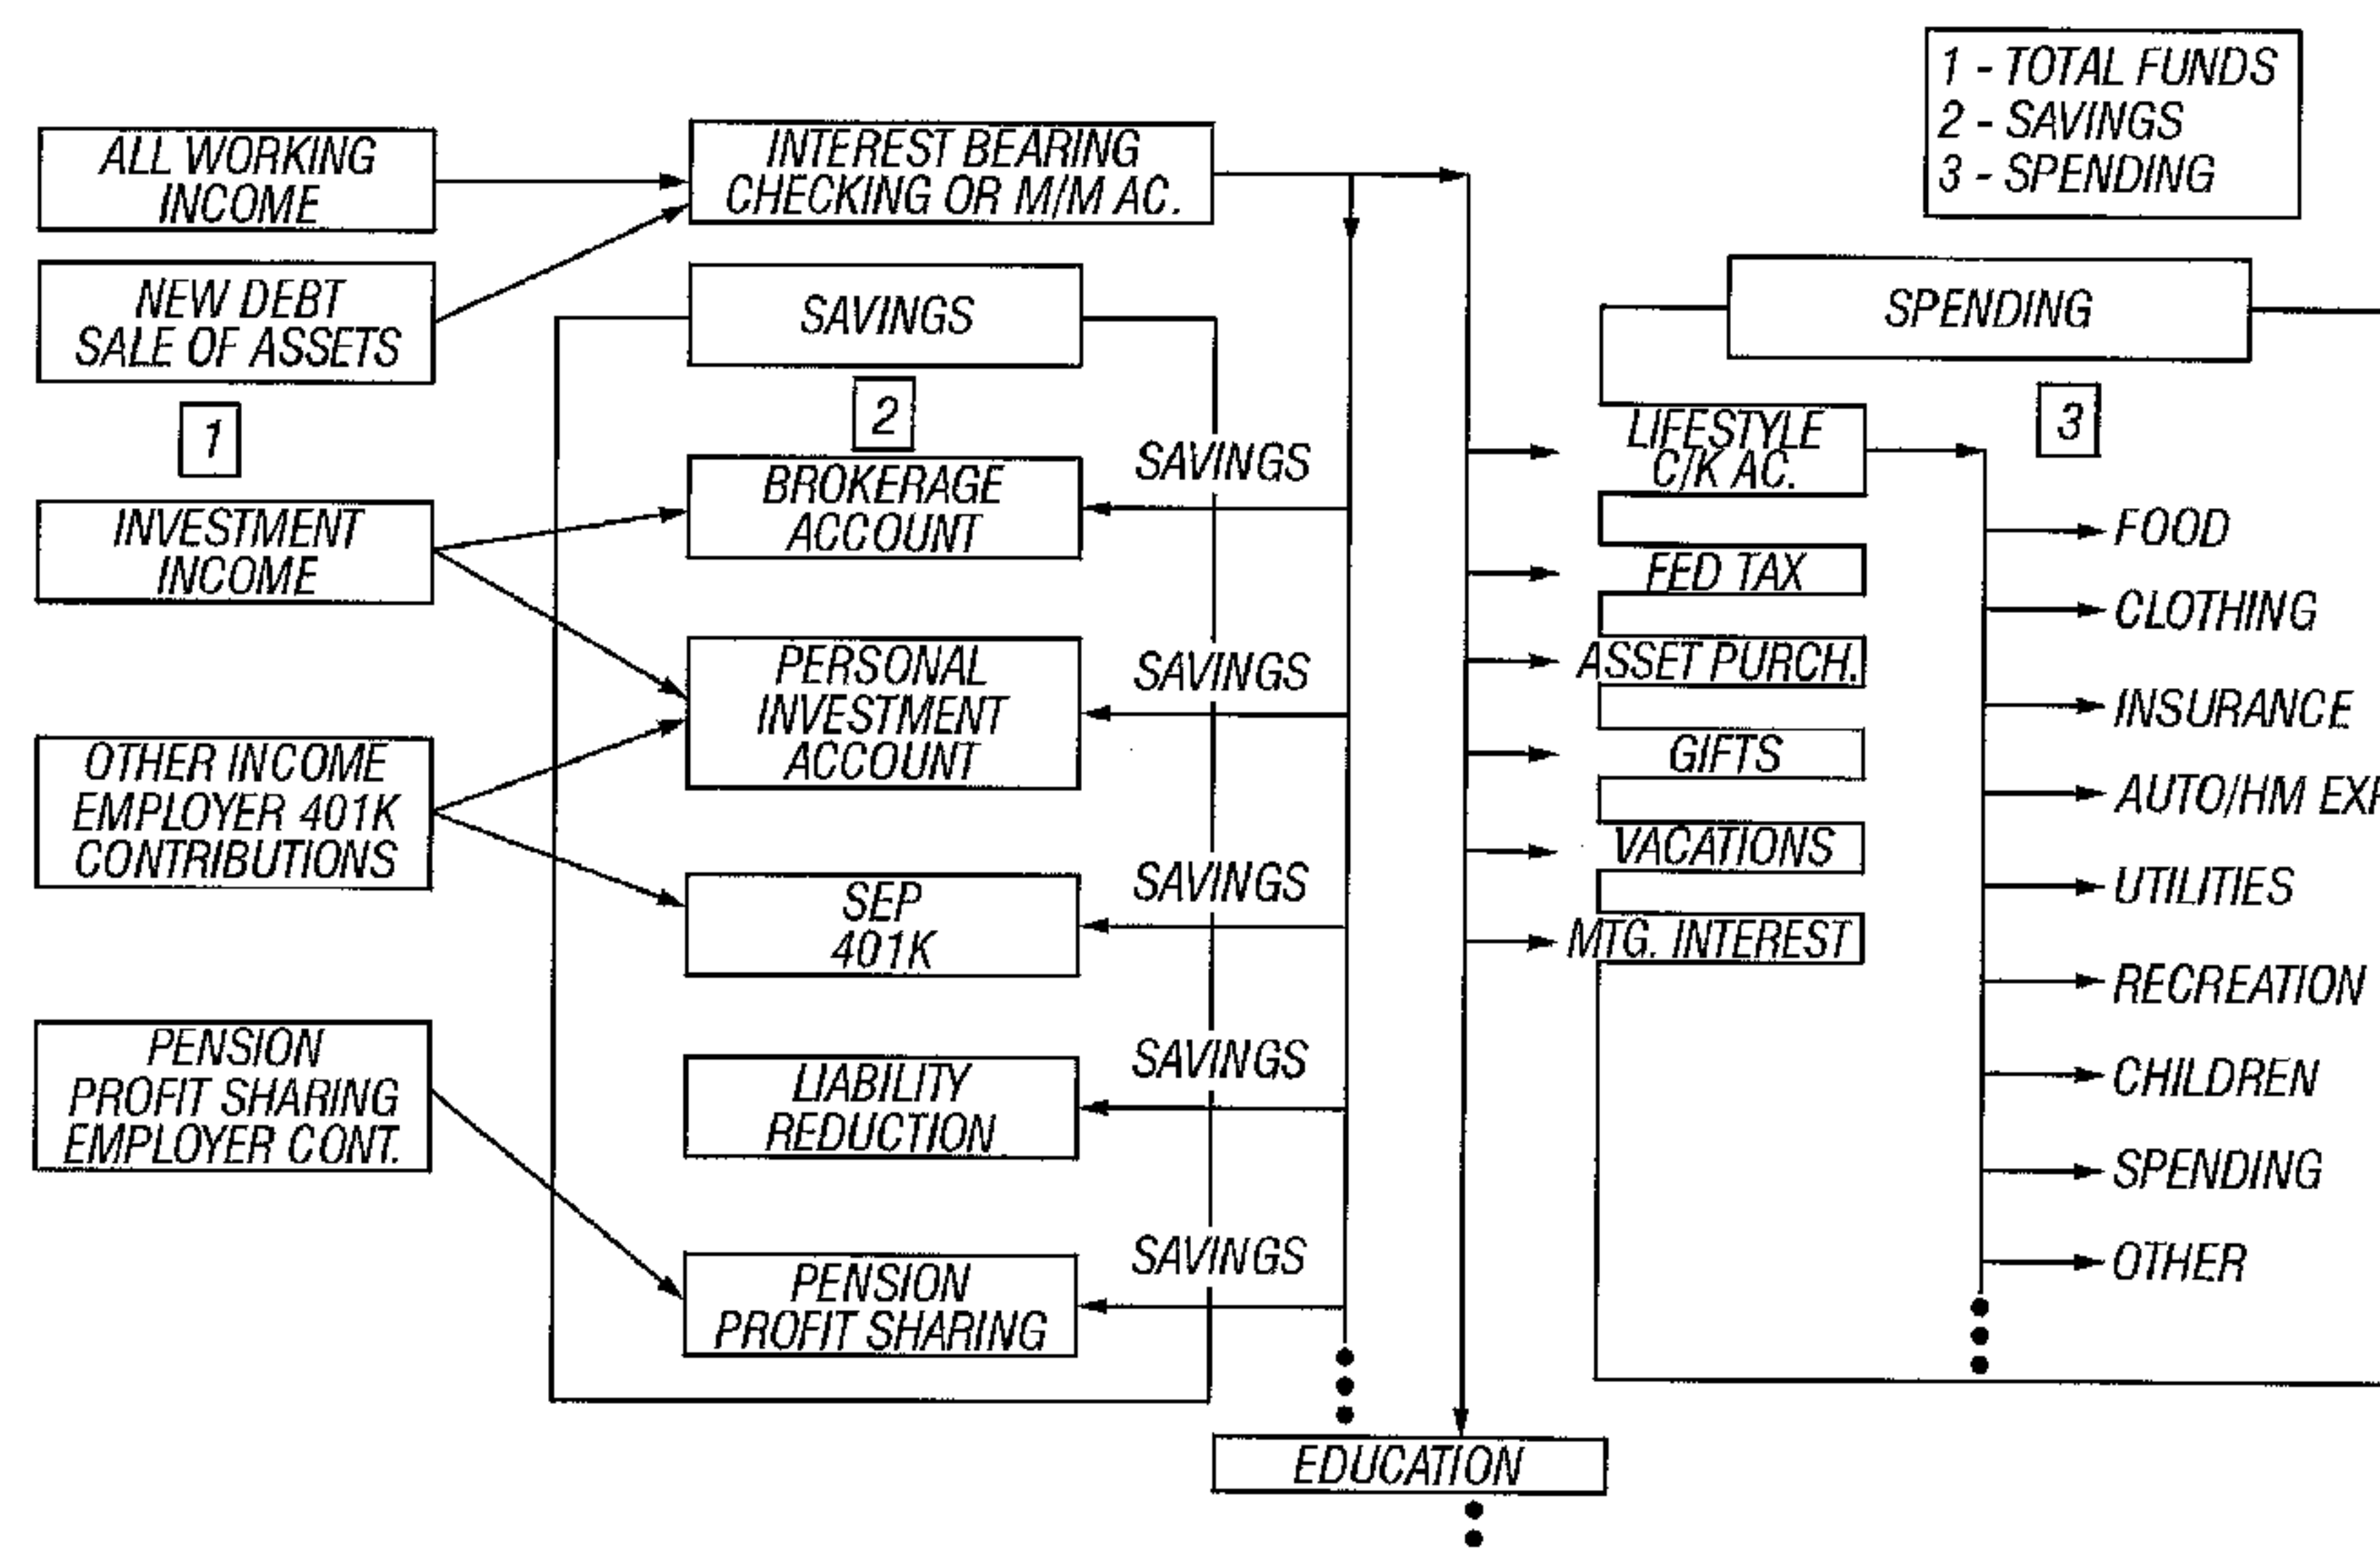 1 - TOTAL FUNDS
2 - SAVINGS
3 - SPENDING
ALL WORKING
INCOME
NEW DEBT
SALE OF ASSETS
1
INVESTMENT
INCOME
OTHER INCOME
EMPLOYER 401K
CONTRIBUTIONS
PENSION
PROFIT SHARING
EMPLOYER CONT.
INTEREST BEARING
CHECKING OR M/M AC.
SAVINGS
2
BROKERAGE
ACCOUNT
PERSONAL
INVESTMENT
ACCOUNT
SEP
401K
LIABILITY
REDUCTION
PENSION
PROFIT SHARING
SAVINGS
SAVINGS
SAVINGS
SAVINGS
SAVINGS
EDUCATION
SPENDING
3
LIFESTYLE
C/K AC.
FED TAX
ASSET PURCH.
GIFTS
VACATIONS
MTG. INTEREST
FOOD
CLOTHING
INSURANCE
AUTO/HM
UTILITIES
RECREATION
CHILDREN
SPENDING
OTHER